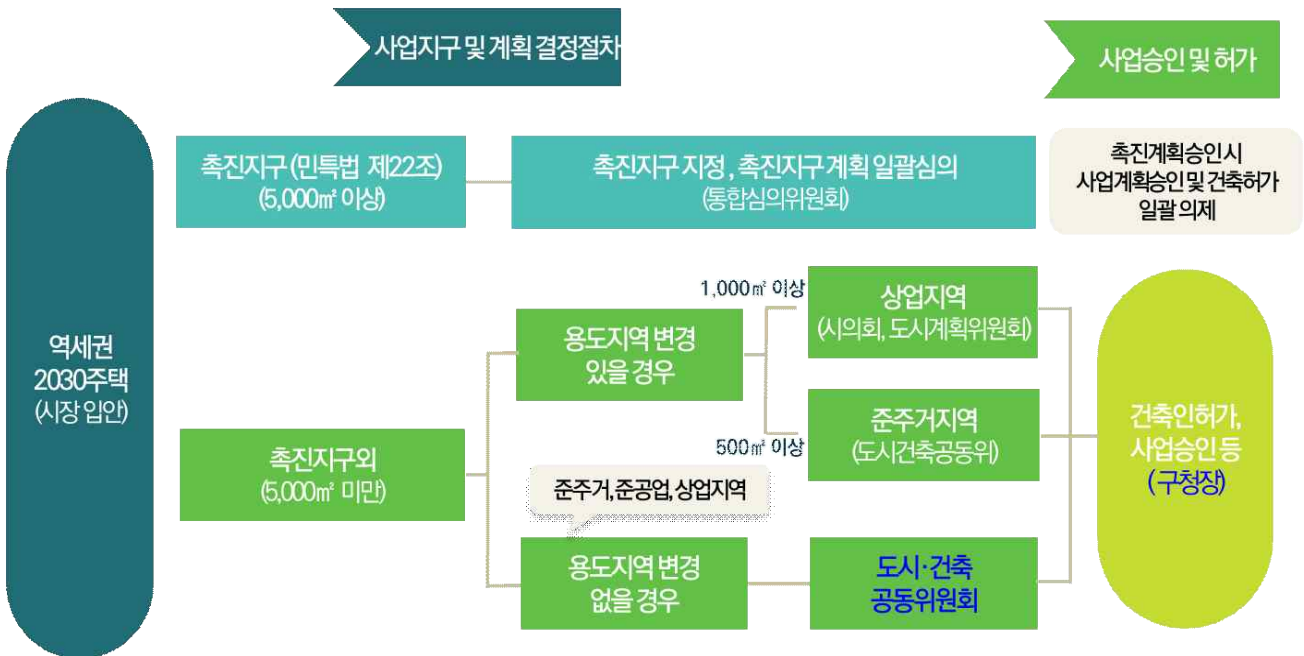 사업지구 및 계획 결정절차
사업승인 및 허가
역세권
2030주택
(시장 입안)
촉진지구 (민특법 제22조)
(5,000㎡ 이상)
촉진지구 지정 , 촉진지구 계획 일괄심의
(통합심의위원회)
촉진계획승인 시
사업계획승인 및 건축허가
일괄 의제
촉진지구외
(5,000㎡ 미만)
용도지역 변경
있을 경우
1,000㎡ 이상
상업지역
(시의회, 도시계획위원회)
500㎡ 이상
준주거지역
(도시건축공동위)
준주거, 준공업, 상업지역
용도지역 변경
없을 경우
도시·건축
공동위원회
건축인허가,
사업승인 등
(구청장)